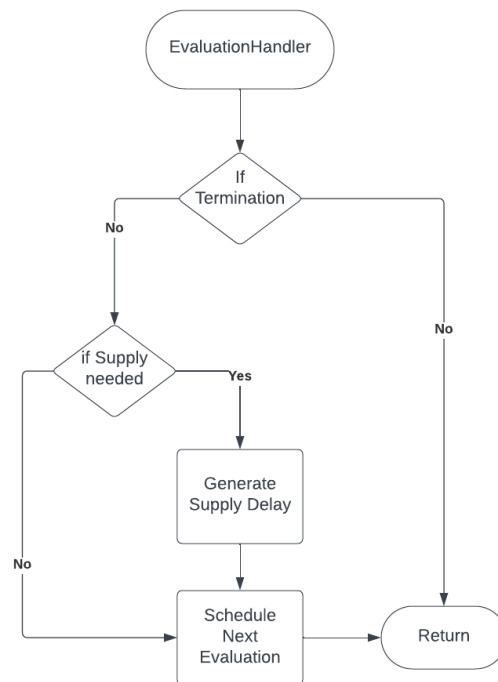 EvaluationHandler
If
Termination
No
No
if Supply
needed
Yes
Generate
Supply Delay
No
Schedule
Next
Evaluation
Return